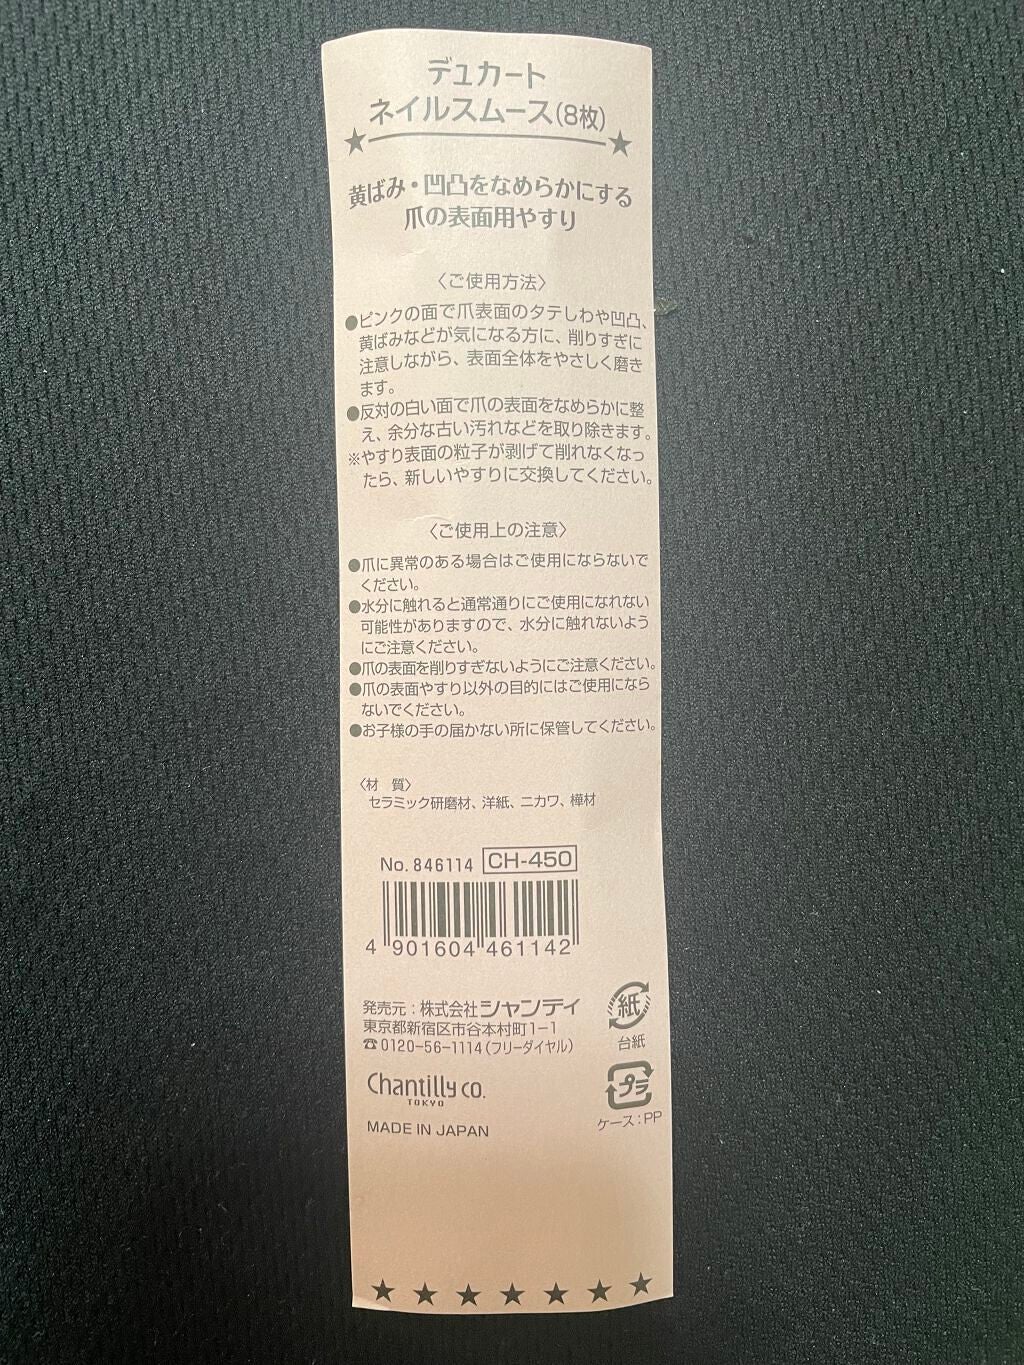 デュカート
ネイルスムース(8枚)
★ ★
黄ばみ・凹凸をなめらかにする
爪の表面用やすり
〈ご使用方法〉
●ピンクの面で爪表面のタテしわや凹凸、
黄ばみなどが気になる方に、削りすぎに
注意しながら、表面全体をやさしく磨き
ます。
●反対の白い面で爪の表面をなめらかに整
え、余分な古い汚れなどを取り除きます。
※やすり表面の粒子が剥げて削れなくなっ
たら、新しいやすりに交換してください。
〈ご使用上の注意〉
●爪に異常のある場合はご使用にならないで
ください。
●水分に触れると通常通りにご使用になれない
可能性がありますので、水分に触れないよう
にご注意ください。
●爪の表面を削りすぎないようにご注意ください。
●爪の表面やすり以外の目的にはご使用になら
ないでください。
●お子様の手の届かない所に保管してください。
〈材 質〉
セラミック研磨材、洋紙、ニカワ、樺材
No. 846114 CH-450
4 901604 461142
発売元：株式会社シャンティ
東京都新宿区市谷本村町1-1
☎0120-56-1114(フリーダイヤル)
紙
台紙
Chantilly co.
TOKYO
プラ
ケース：PP
MADE IN JAPAN
★ ★ ★ ★ ★ ★ ★